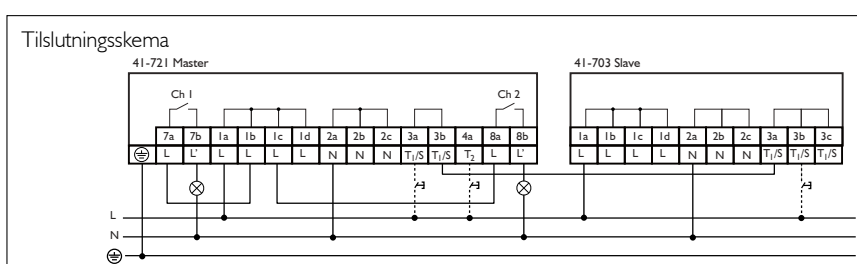 Tilslutningsskema
41-721 Master 41-703 Slave
Ch 1 Ch 2
7a 7b 1a 1b 1c 1d 2a 2b 2c 3a 3b 4a 8a 8b 1a 1b 1c 1d 2a 2b 2c 3a 3b 3c
L L' L L L L N N N T₁/S T₁/S T₂ L L' L L L L N N N T₁/S T₁/S T₁/S
L
N